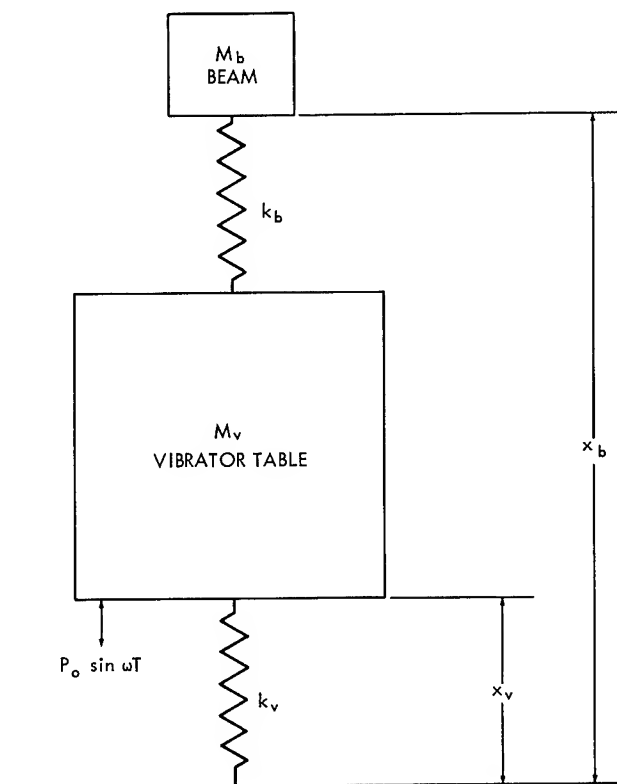 M_b
BEAM
k_b
M_v
VIBRATOR TABLE
x_b
P_o sin ωT
k_v
x_v